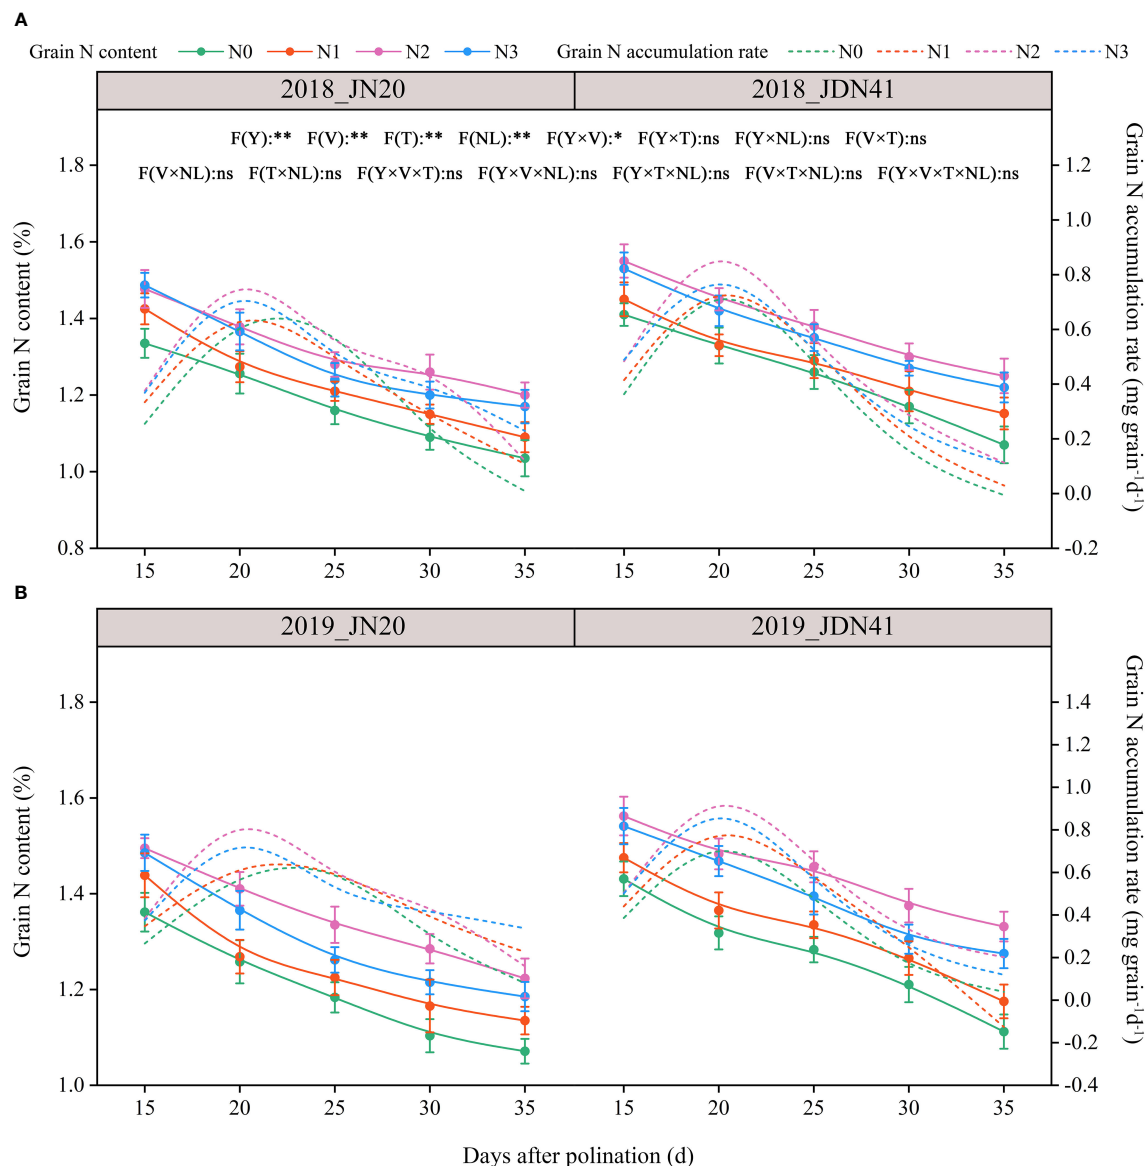 A
Grain N content N0 N1 N2 N3 Grain N accumulation rate N0 N1 N2 N3
2018_JN20 2018_JDN41
F(Y):** F(V):** F(T):** F(NL):** F(Y×V):* F(Y×T):ns F(Y×NL):ns F(V×T):ns
F(V×NL):ns F(T×NL):ns F(Y×V×T):ns F(Y×V×NL):ns F(Y×T×NL):ns F(V×T×NL):ns F(Y×V×T×NL):ns
Grain N content (%)
1.8
1.6
1.4
1.2
1.0
0.8
1.2
1.0
0.8
0.6
0.4
0.2
0.0
-0.2
Grain N accumulation rate (mg grain⁻¹d⁻¹)
15 20 25 30 35 15 20 25 30 35
B
2019_JN20 2019_JDN41
Grain N content (%)
1.8
1.6
1.4
1.2
1.0
1.4
1.2
1.0
0.8
0.6
0.4
0.2
0.0
-0.2
-0.4
Grain N accumulation rate (mg grain⁻¹d⁻¹)
15 20 25 30 35 15 20 25 30 35
Days after polination (d)